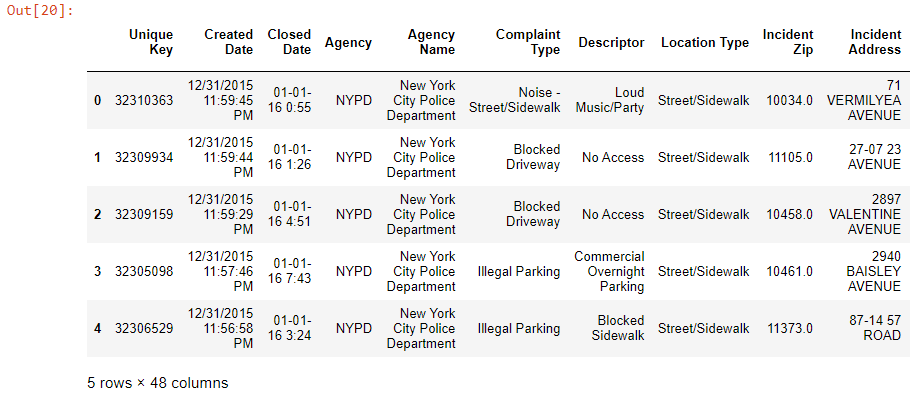 Out[20]:
Unique Key Created Date Closed Date Agency Agency Name Complaint Type Descriptor Location Type Incident Zip Incident Address
0 32310363 12/31/2015 11:59:45 PM 01-01-16 0:55 NYPD New York City Police Department Noise - Street/Sidewalk Loud Music/Party Street/Sidewalk 10034.0 71 VERMILYEA AVENUE
1 32309934 12/31/2015 11:59:44 PM 01-01-16 1:26 NYPD New York City Police Department Blocked Driveway No Access Street/Sidewalk 11105.0 27-07 23 AVENUE
2 32309159 12/31/2015 11:59:29 PM 01-01-16 4:51 NYPD New York City Police Department Blocked Driveway No Access Street/Sidewalk 10458.0 2897 VALENTINE AVENUE
3 32305098 12/31/2015 11:57:46 PM 01-01-16 7:43 NYPD New York City Police Department Illegal Parking Commercial Overnight Parking Street/Sidewalk 10461.0 2940 BAISLEY AVENUE
4 32306529 12/31/2015 11:56:58 PM 01-01-16 3:24 NYPD New York City Police Department Illegal Parking Blocked Sidewalk Street/Sidewalk 11373.0 87-14 57 ROAD
5 rows × 48 columns